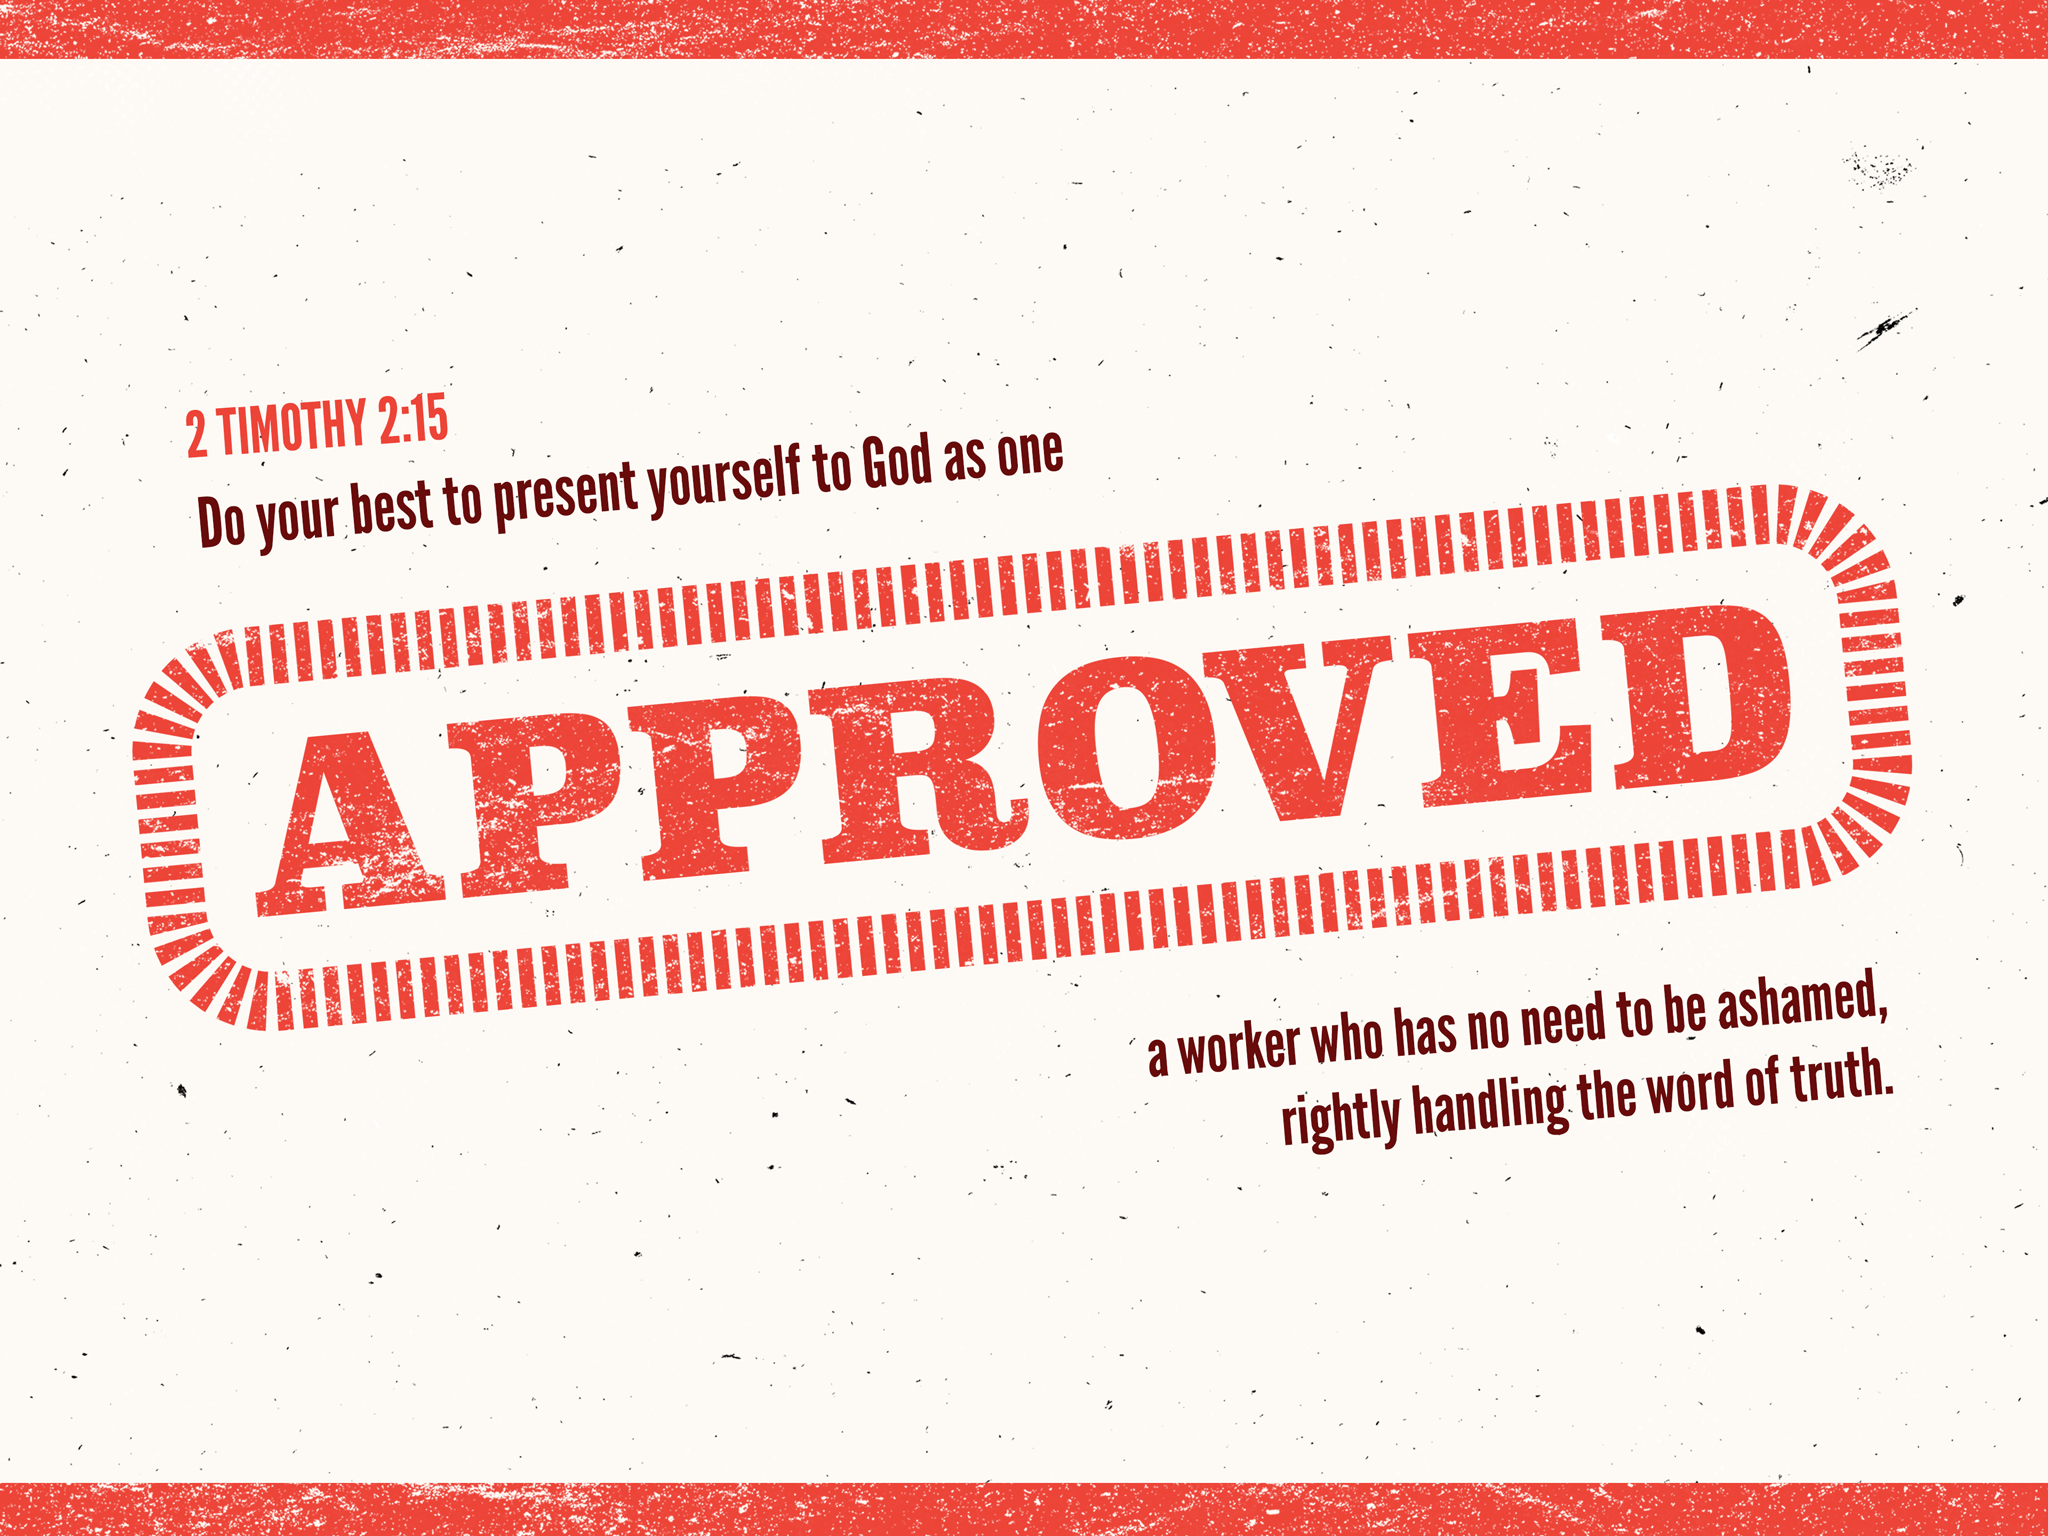 2 TIMOTHY 2:15
Do your best to present yourself to God as one
APPROVED
a worker who has no need to be ashamed,
rightly handling the word of truth.